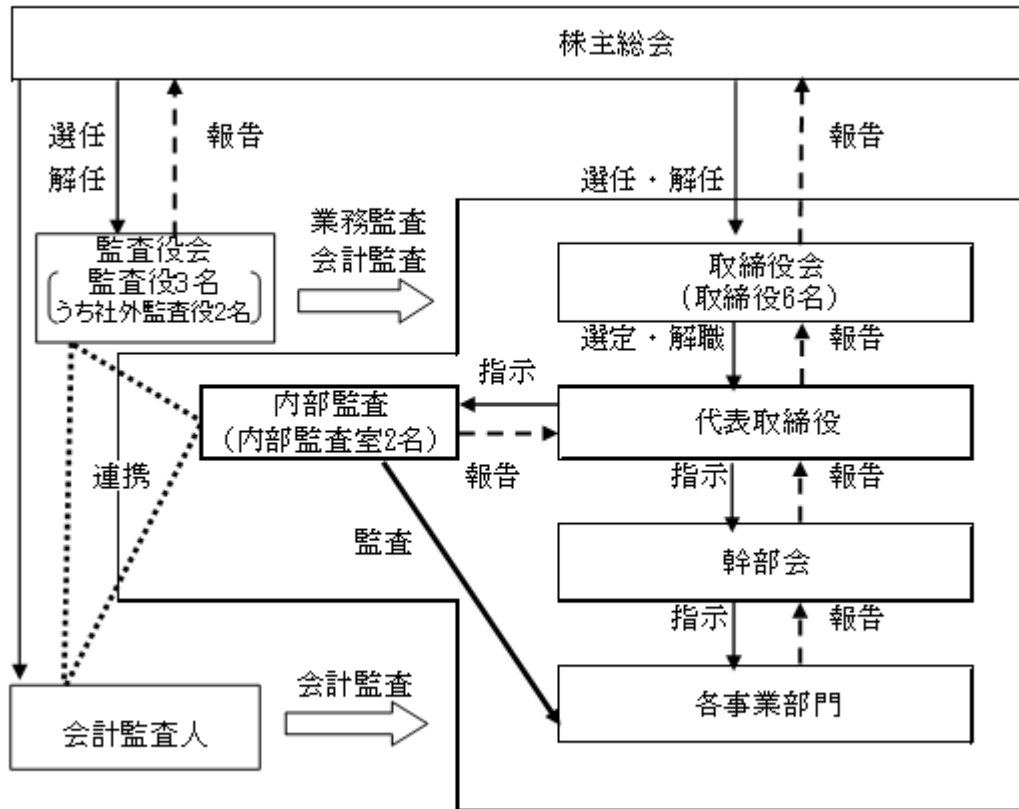 株主総会
選任
解任
報告
選任・解任
報告
業務監査
会計監査
監査役会
監査役3名
うち社外監査役2名
取締役会
(取締役6名)
選定・解職
報告
指示
内部監査
(内部監査室2名)
代表取締役
連携
報告
指示
報告
監査
幹部会
指示
報告
会計監査
会計監査人
各事業部門